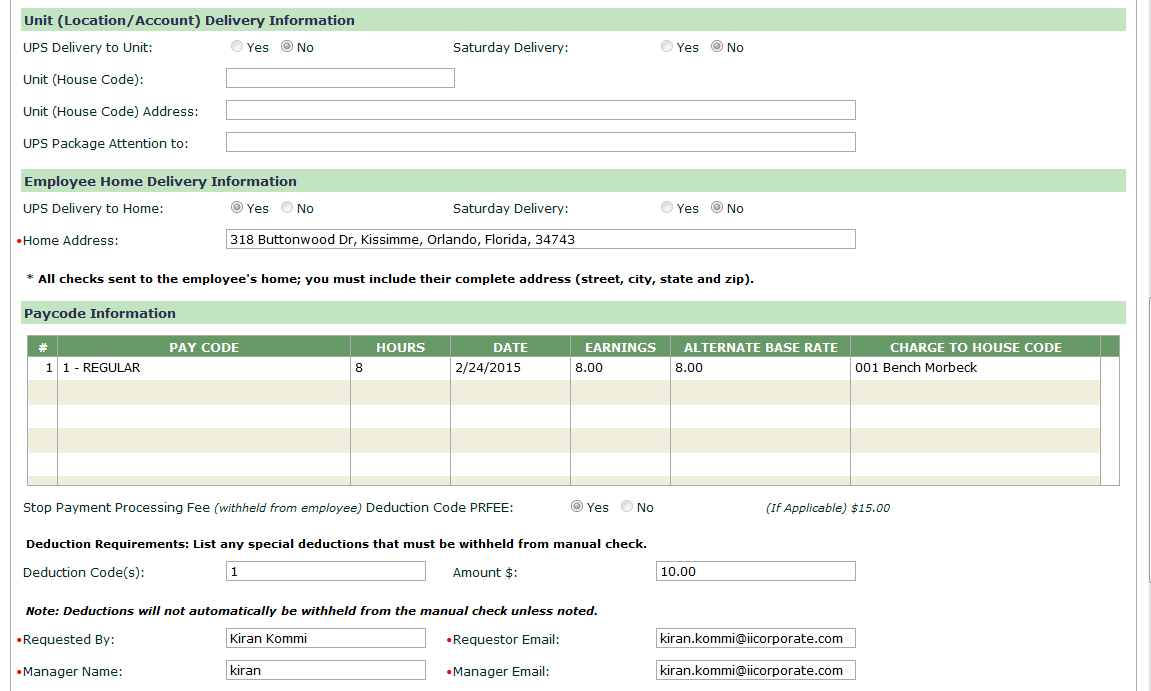 Unit (Location/Account) Delivery Information
UPS Delivery to Unit: Yes No Saturday Delivery: Yes No
Unit (House Code):
Unit (House Code) Address:
UPS Package Attention to:
Employee Home Delivery Information
UPS Delivery to Home: Yes No Saturday Delivery: Yes No
•Home Address: 318 Buttonwood Dr, Kissimme, Orlando, Florida, 34743
* All checks sent to the employee's home; you must include their complete address (street, city, state and zip).
Paycode Information
# PAY CODE HOURS DATE EARNINGS ALTERNATE BASE RATE CHARGE TO HOUSE CODE
1 1 - REGULAR 8 2/24/2015 8.00 8.00 001 Bench Morbeck
Stop Payment Processing Fee (withheld from employee) Deduction Code PRFEE: Yes No (If Applicable) $15.00
Deduction Requirements: List any special deductions that must be withheld from manual check.
Deduction Code(s): 1 Amount $: 10.00
Note: Deductions will not automatically be withheld from the manual check unless noted.
•Requested By: Kiran Kommi •Requestor Email: kiran.kommi@iicorporate.com
•Manager Name: kiran •Manager Email: kiran.kommi@iicorporate.com